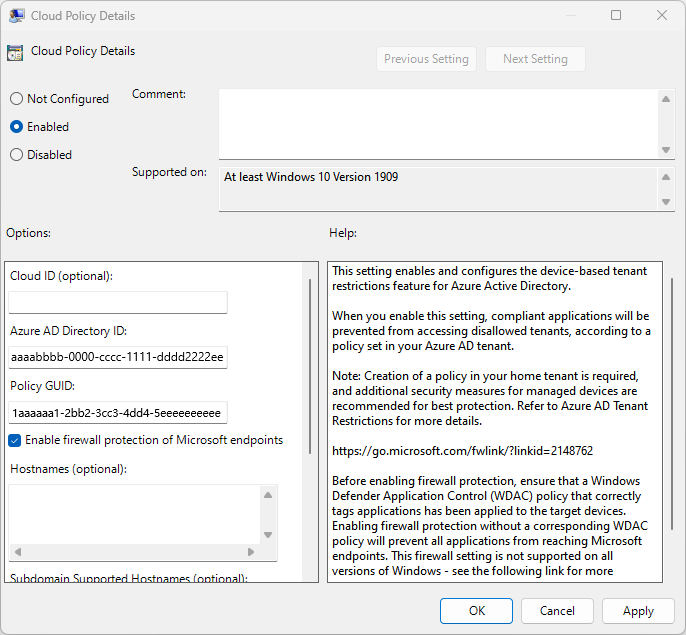 Cloud Policy Details
Cloud Policy Details
Previous Setting
Next Setting
Not Configured
Enabled
Disabled
Comment:
Supported on:
At least Windows 10 Version 1909
Options:
Help:
Cloud ID (optional):
Azure AD Directory ID:
aaaabbbb-0000-cccc-1111-dddd2222ee
Policy GUID:
1aaaaaa1-2bb2-3cc3-4dd4-5eeeeeeeeee
Enable firewall protection of Microsoft endpoints
Hostnames (optional):
Subdomain Supported Hostnames (optional):
This setting enables and configures the device-based tenant
restrictions feature for Azure Active Directory.
When you enable this setting, compliant applications will be
prevented from accessing disallowed tenants, according to a
policy set in your Azure AD tenant.
Note: Creation of a policy in your home tenant is required,
and additional security measures for managed devices are
recommended for best protection. Refer to Azure AD Tenant
Restrictions for more details.
https://go.microsoft.com/fwlink/?linkid=2148762
Before enabling firewall protection, ensure that a Windows
Defender Application Control (WDAC) policy that correctly
tags applications has been applied to the target devices.
Enabling firewall protection without a corresponding WDAC
policy will prevent all applications from reaching Microsoft
endpoints. This firewall setting is not supported on all
versions of Windows - see the following link for more
OK
Cancel
Apply